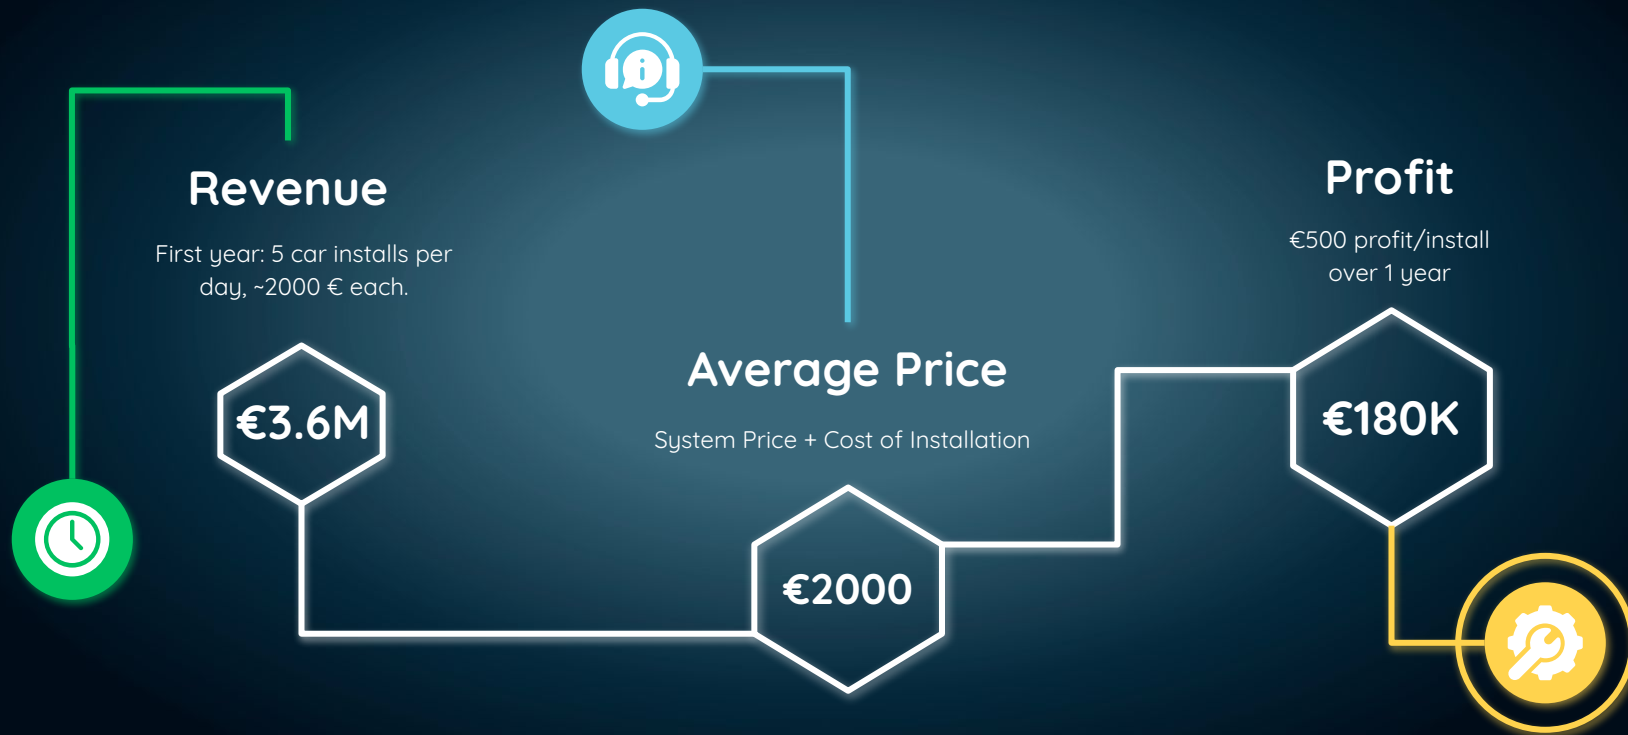 Revenue
First year: 5 car installs per
day, ~2000 € each.
€3.6M
Average Price
System Price + Cost of Installation
€2000
Profit
€500 profit/install
over 1 year
€180K